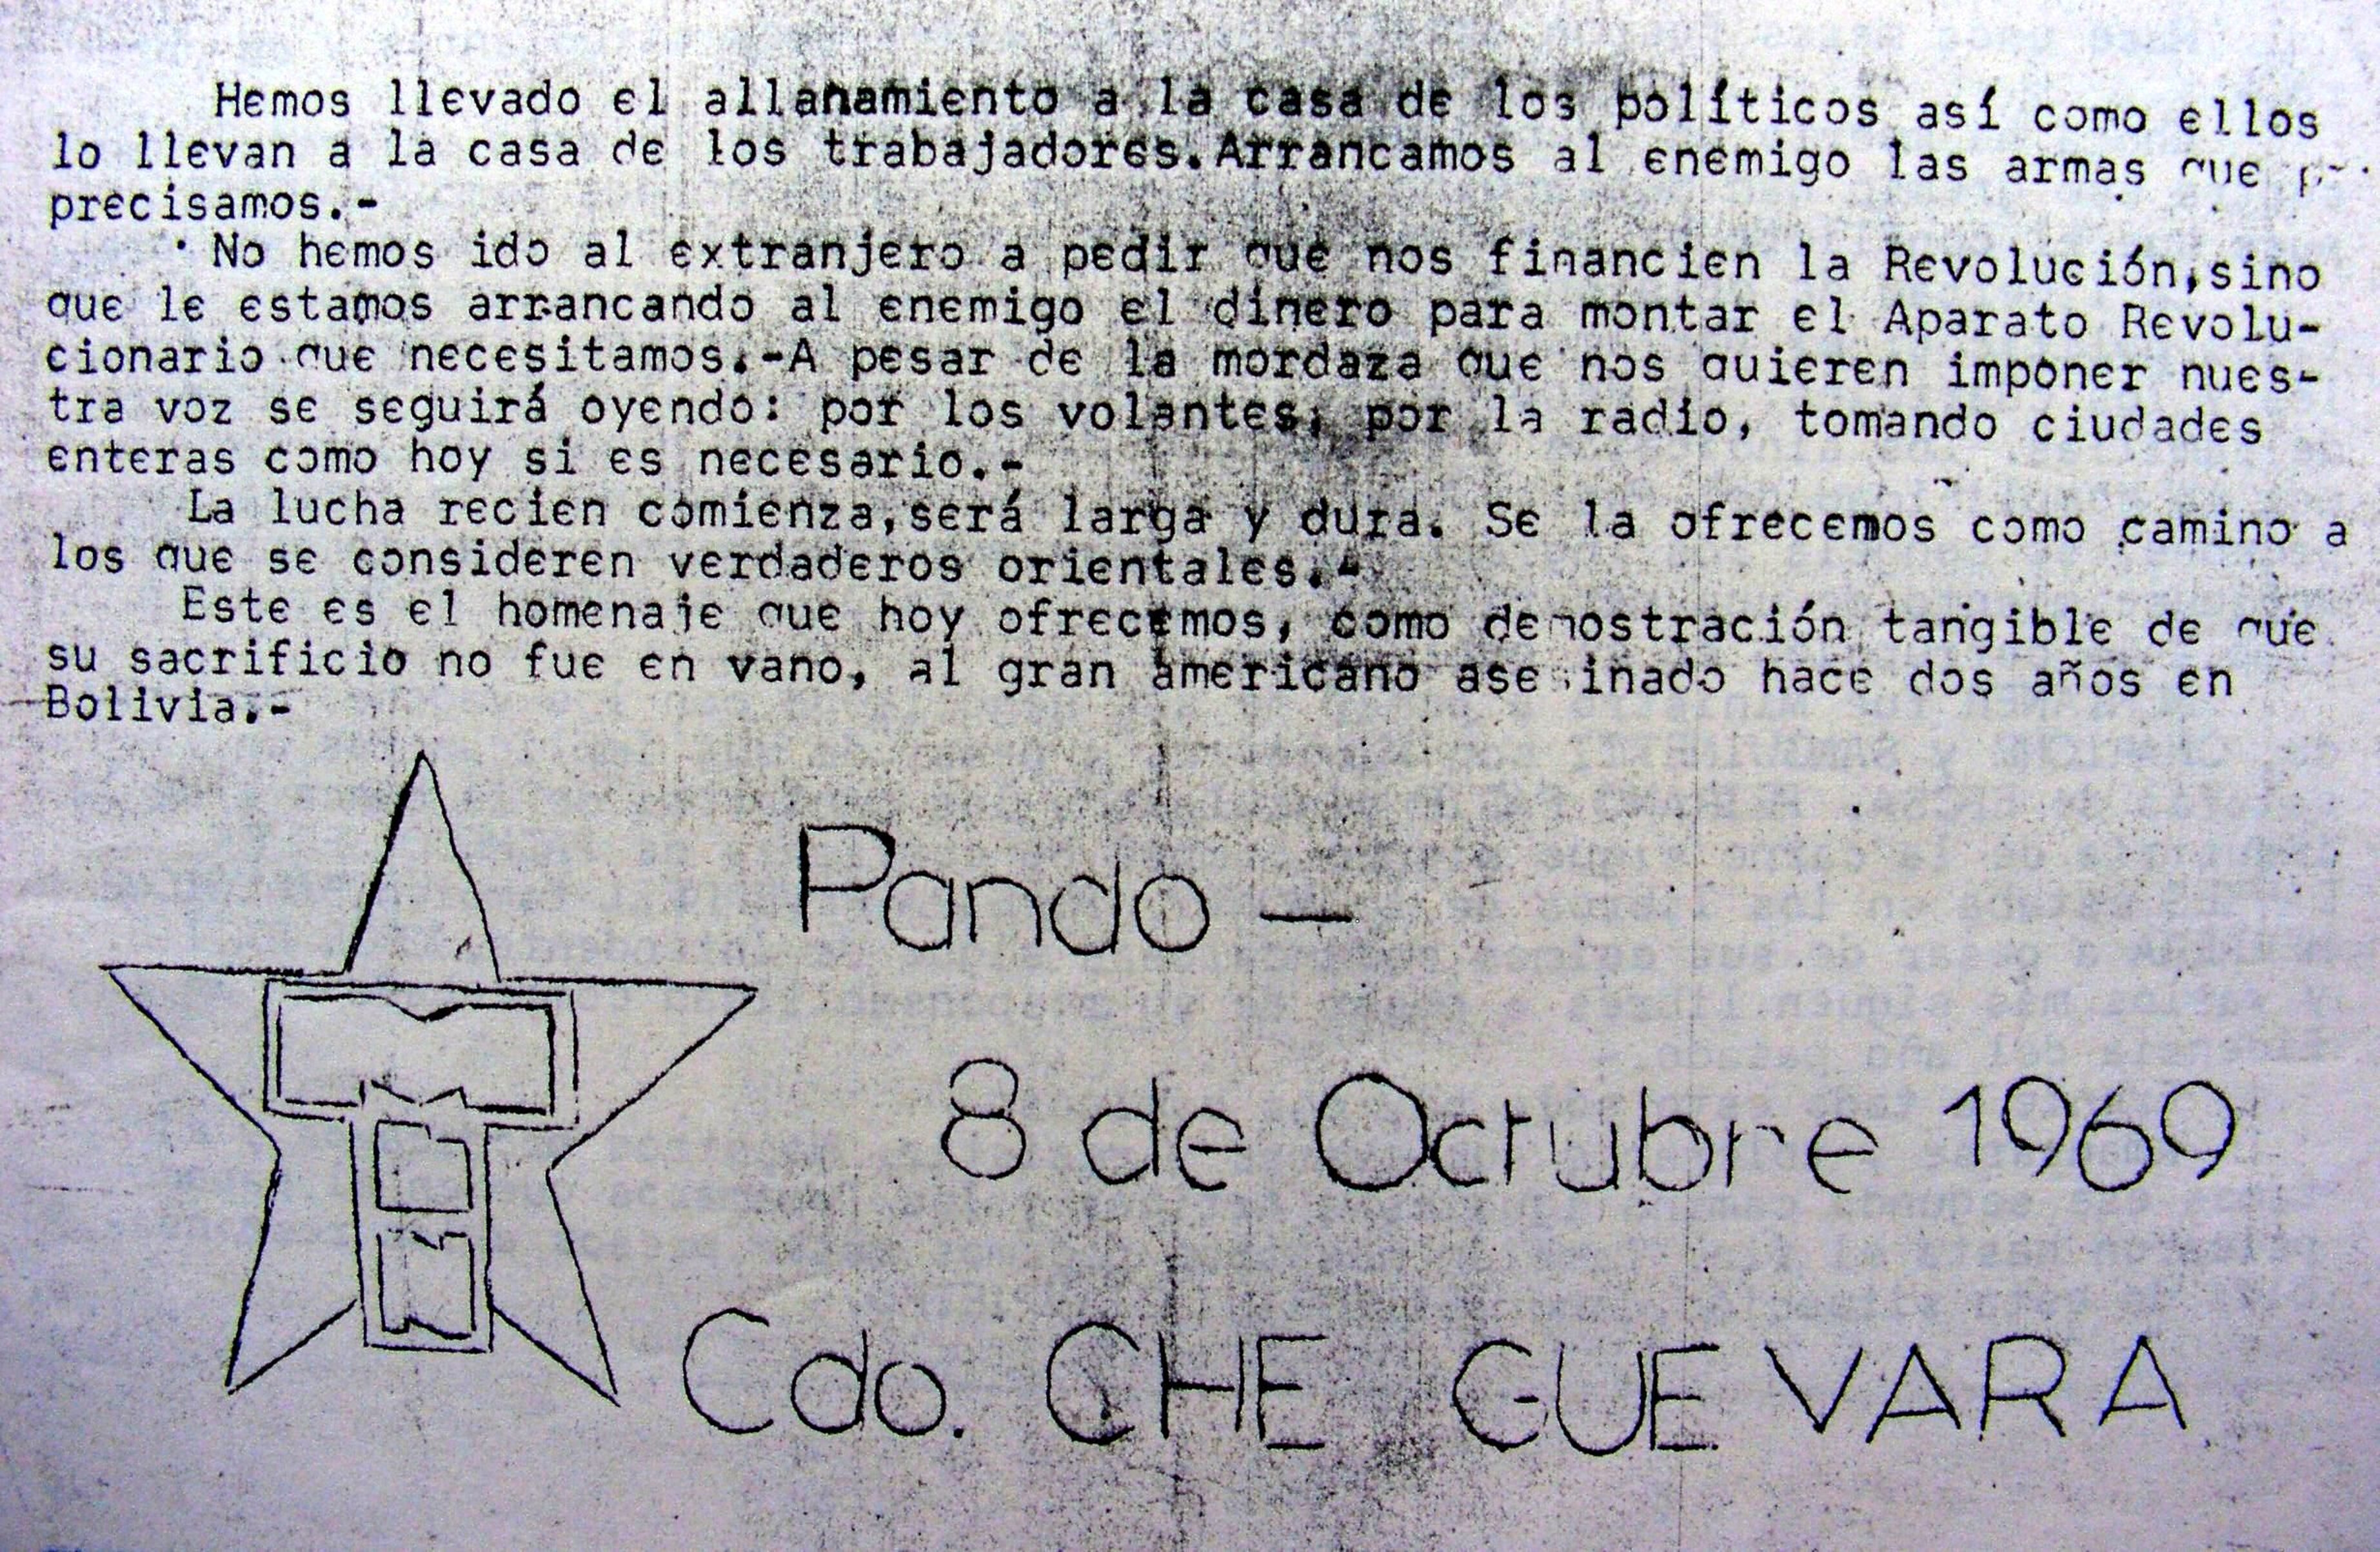 Hemos llevado el allanamiento a la casa de los políticos así como ellos
lo llevan a la casa de los trabajadores.Arrancamos al enemigo las armas que
precisamos.-
No hemos ido al extranjero a pedir que nos financien la Revolución,sino
que le estamos arrancando al enemigo el dinero para montar el Aparato Revolu-
cionario que necesitamos.-A pesar de la mordaza que nos quieren imponer nues-
tra voz se seguirá oyendo: por los volantes, por la radio, tomando ciudades
enteras como hoy si es necesario.-
La lucha recien comienza,será larga y dura. Se la ofrecemos como camino a
los que se consideren verdaderos orientales.-
Este es el homenaje que hoy ofrecemos, como demostración tangible de que
su sacrificio no fue en vano, al gran americano asesinado hace dos años en
Bolivia.-
Pando -
8 de Octubre 1969
T
Cdo. CHE GUEVARA